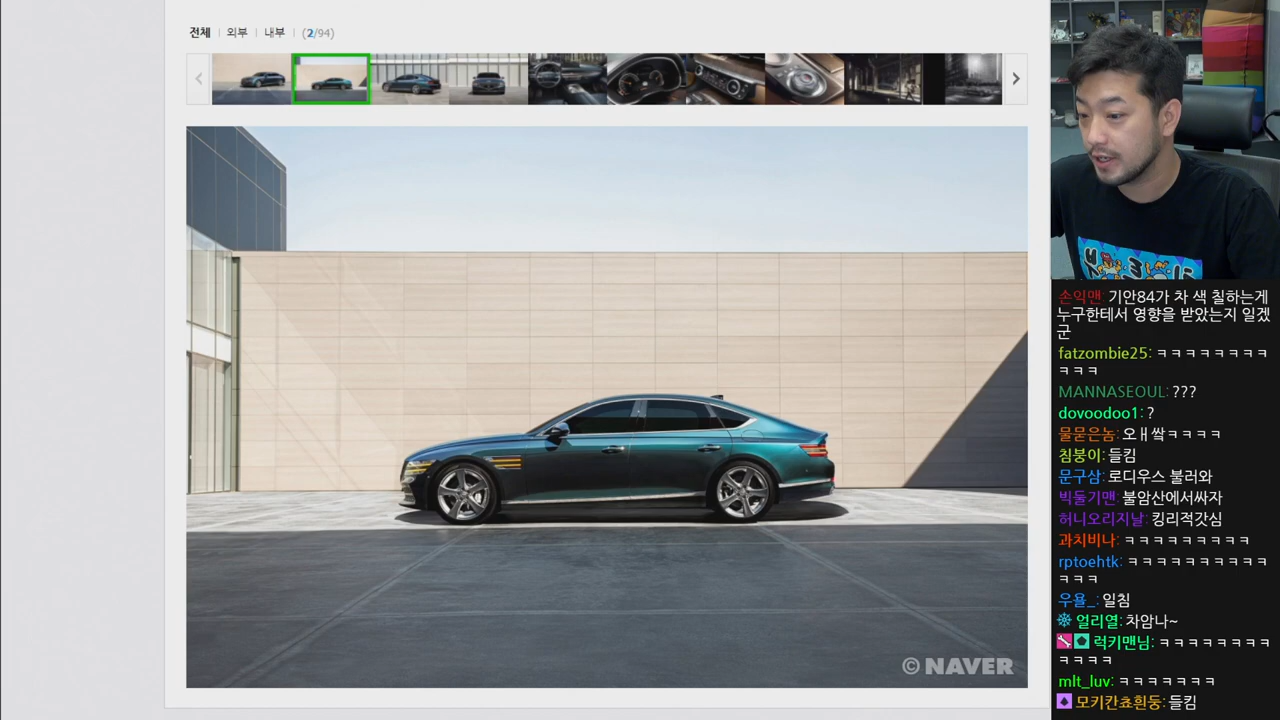 전체 | 외부 | 내부 | (2/94)
© NAVER
손익맨: 기안84가 차 색 칠하는게
누구한테서 영향을 받았는지 일겠
군
fatzombie25: ㅋㅋㅋㅋㅋㅋㅋㅋ
ㅋㅋㅋ
MANNASEOUL: ???
dovoodoo1: ?
물묻은놈: 오ㅐ쌐ㅋㅋㅋㅋ
침붕이: 들킴
문구삼: 로디우스 불러와
빅둘기맨: 불암산에서싸자
허니오리지날: 킹리적갓심
과치비나: ㅋㅋㅋㅋㅋㅋㅋㅋㅋ
rptoehtk: ㅋㅋㅋㅋㅋㅋㅋㅋㅋㅋ
ㅋㅋㅋ
우욜_: 일침
얼리열: 차암나~
럭키맨님: ㅋㅋㅋㅋㅋㅋㅋㅋ
ㅋㅋㅋㅋ
mlt_luv: ㅋㅋㅋㅋㅋㅋㅋ
모키칸쵸흰둥: 들킴